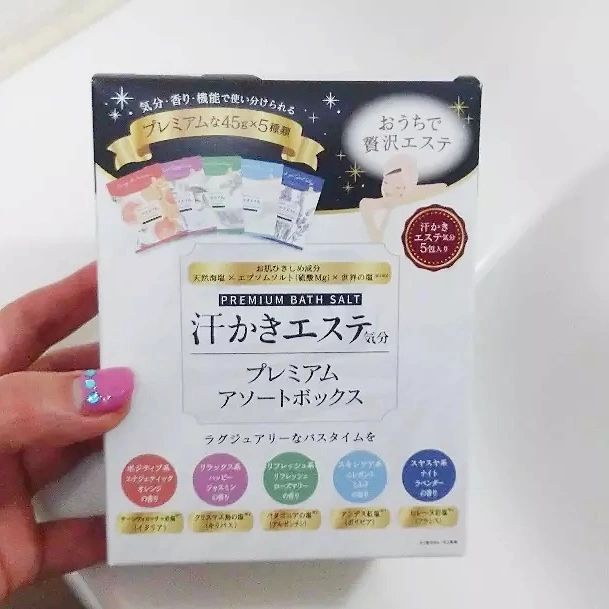 気分・香り・機能で使い分けられる
プレミアムな45g×5種類
おうちで
贅沢エステ
汗かき
エステ気分
5包入り
お肌ひきしめ成分
天然海塩×エプソムソルト(硫酸Mg)×世界の塩
PREMIUM BATH SALT
汗かきエステ気分
プレミアム
アソートボックス
ラグジュアリーなバスタイムを
ポジティブ系
エナジェティック
オレンジ
の香り
リラックス系
ハッピー
ジャスミン
の香り
リフレッシュ系
リフレッシュ
ローズマリー
の香り
スキンケア系
エレガンス
ミルク
の香り
スヤスヤ系
ナイト
ラベンダー
の香り
(イタリア)
クリスマス島の塩
(キリバス)
パタゴニアの塩
(アルゼンチン)
アンデス紅塩
(ボリビア)
ロレーヌ岩塩
(フランス)